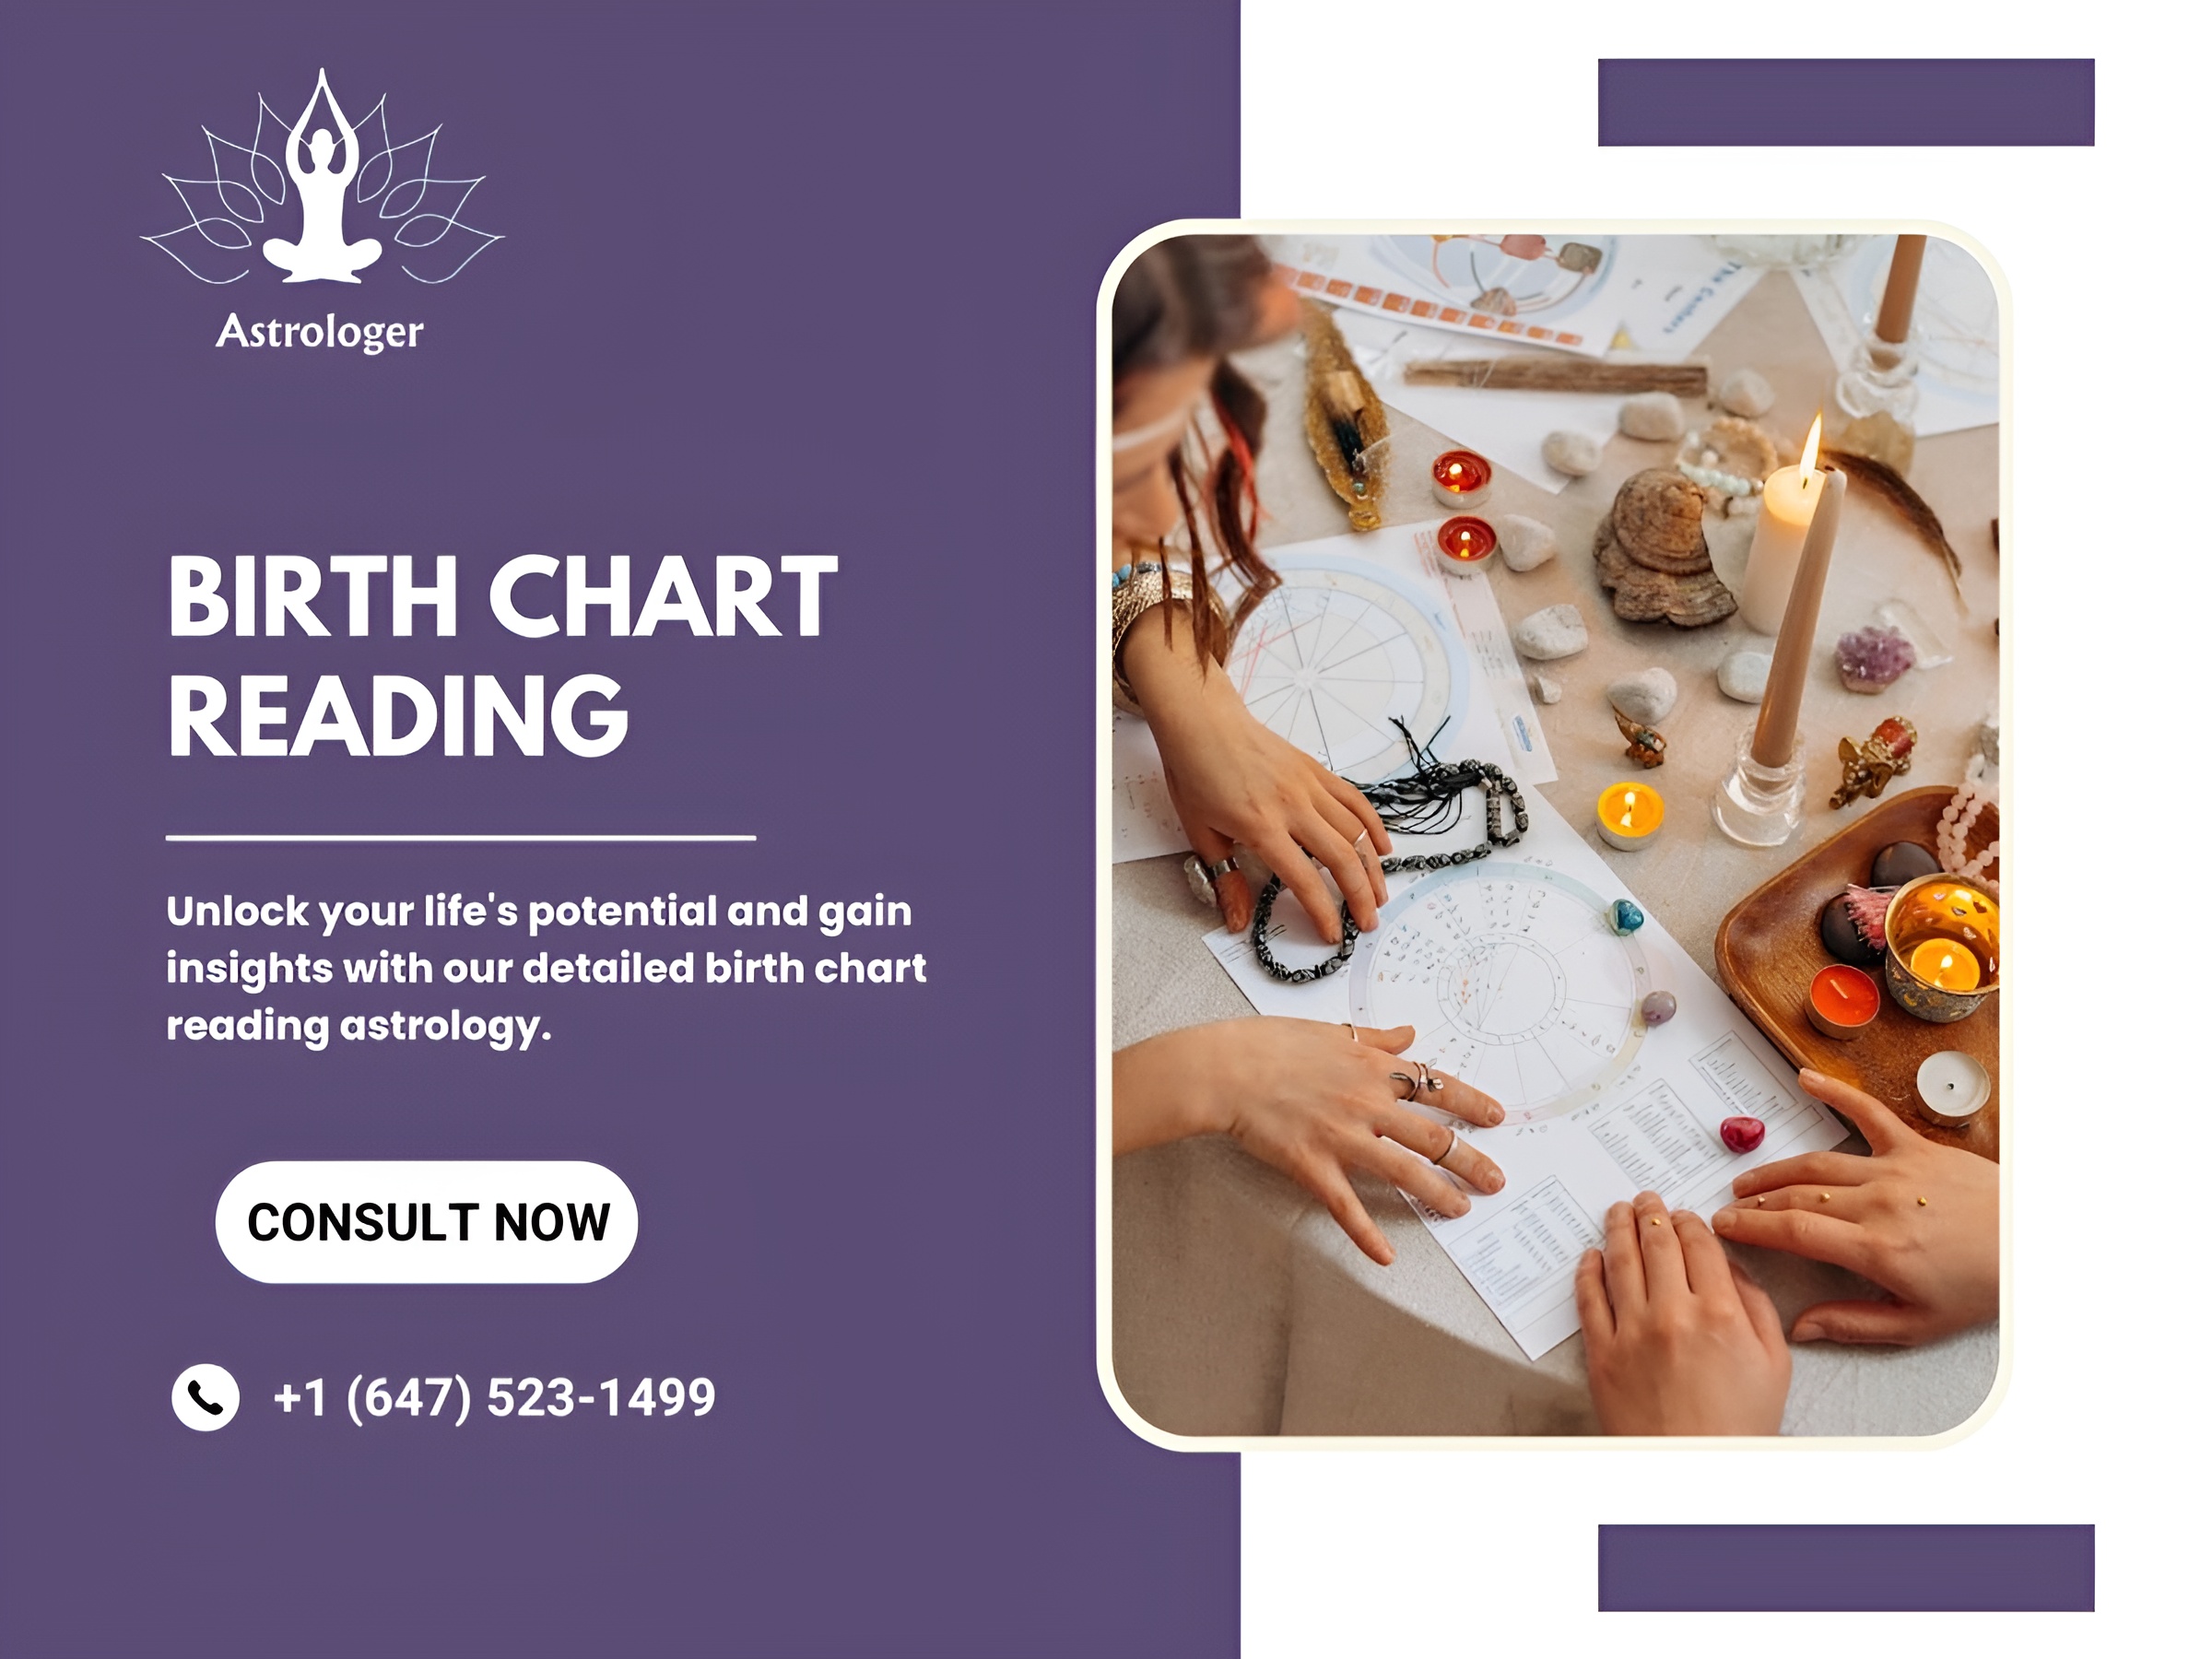 Astrologer
BIRTH CHART
READING
Unlock your life's potential and gain
insights with our detailed birth chart
reading astrology.
CONSULT NOW
+1 (647) 523-1499